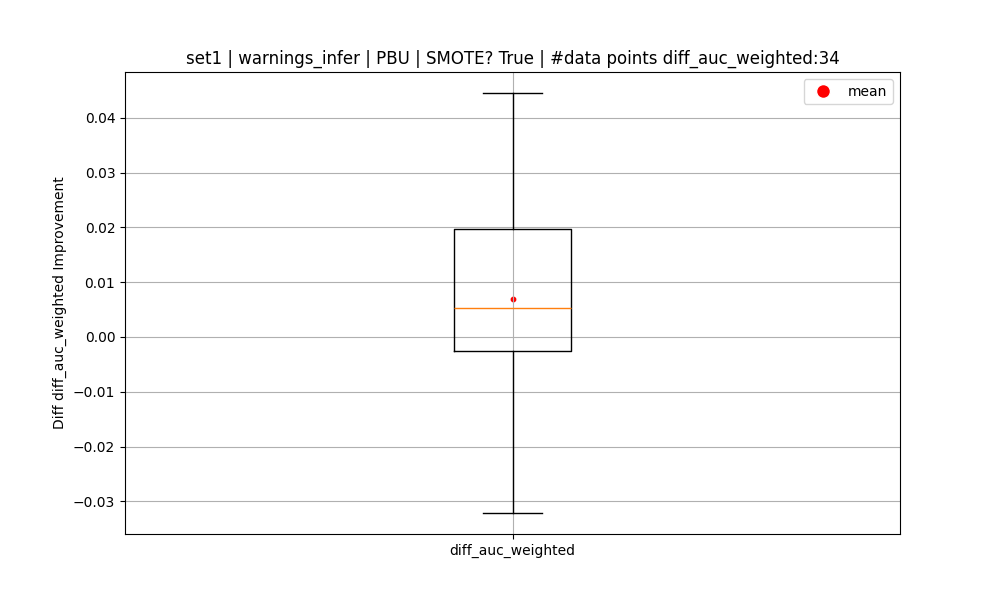 set1 | warnings_infer | PBU | SMOTE? True | #data points diff_auc_weighted:34
mean
0.04
0.03
0.02
0.01
0.00
−0.01
−0.02
−0.03
Diff diff_auc_weighted Improvement
diff_auc_weighted